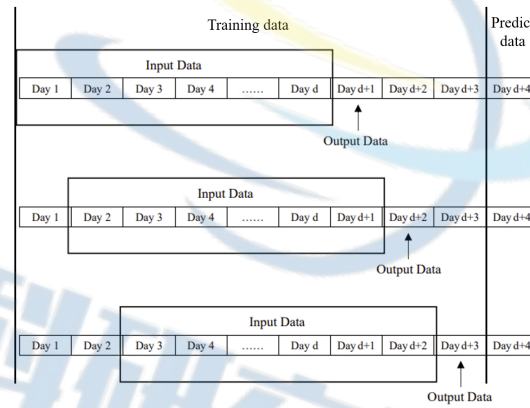 Training data
Predic
data
Input Data
Day 1 Day 2 Day 3 Day 4 ...... Day d Day d+1 Day d+2 Day d+3 Day d+4
Output Data
Input Data
Day 1 Day 2 Day 3 Day 4 ...... Day d Day d+1 Day d+2 Day d+3 Day d+4
Output Data
Input Data
Day 1 Day 2 Day 3 Day 4 ...... Day d Day d+1 Day d+2 Day d+3 Day d+4
Output Data